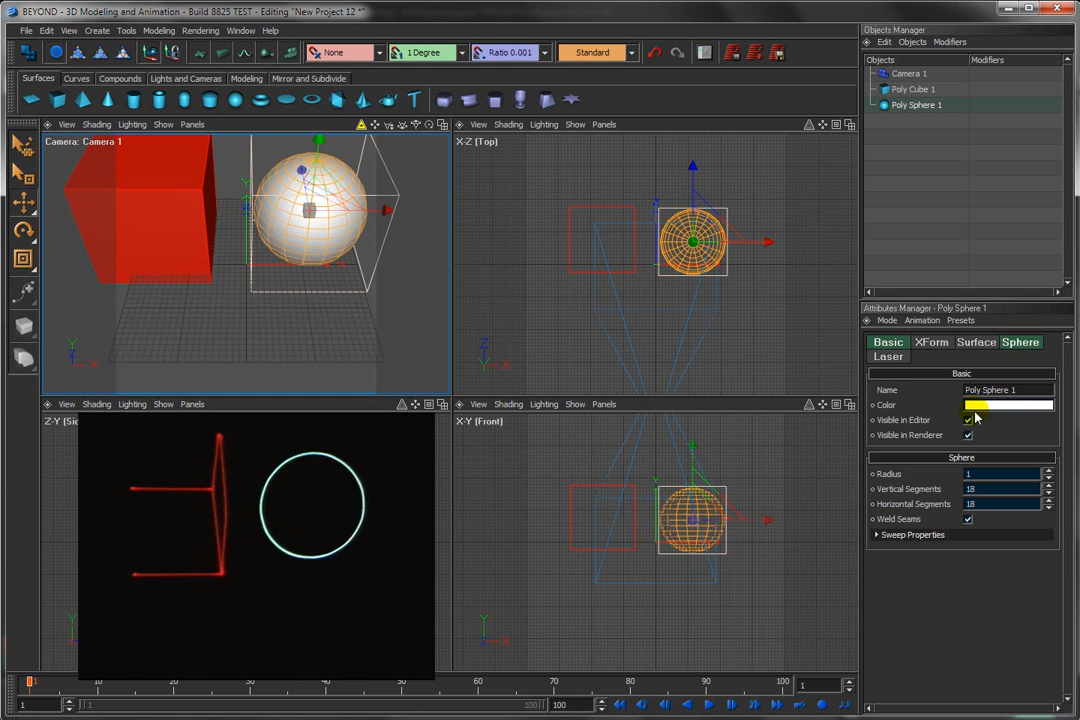 BEYOND - 3D Modeling and Animation - Build 8825 TEST - Editing "New Project 12 *"
File Edit View Create Tools Modeling Rendering Window Help
None 1 Degree Ratio 0.001 Standard
Surfaces Curves Compounds Lights and Cameras Modeling Mirror and Subdivide
View Shading Lighting Show Panels
View Shading Lighting Show Panels
Camera: Camera 1
X-Z (Top)
Y
X
Z
Y X
View Shading Lighting Show Panels
View Shading Lighting Show Panels
Z-Y (Sid
X-Y (Front)
Y
Y
Z X
1 10 20 30 40 50 60 70 80 90 100
1
1
1
100
100
Objects Manager
Edit Objects Modifiers
Objects Modifiers
Camera 1
Poly Cube 1
Poly Sphere 1
Attributes Manager - Poly Sphere 1
Mode Animation Presets
Basic XForm Surface Sphere
Laser
Basic
Name Poly Sphere 1
Color
Visible in Editor
Visible in Renderer
Sphere
Radius 1
Vertical Segments 18
Horizontal Segments 18
Weld Seams
Sweep Properties